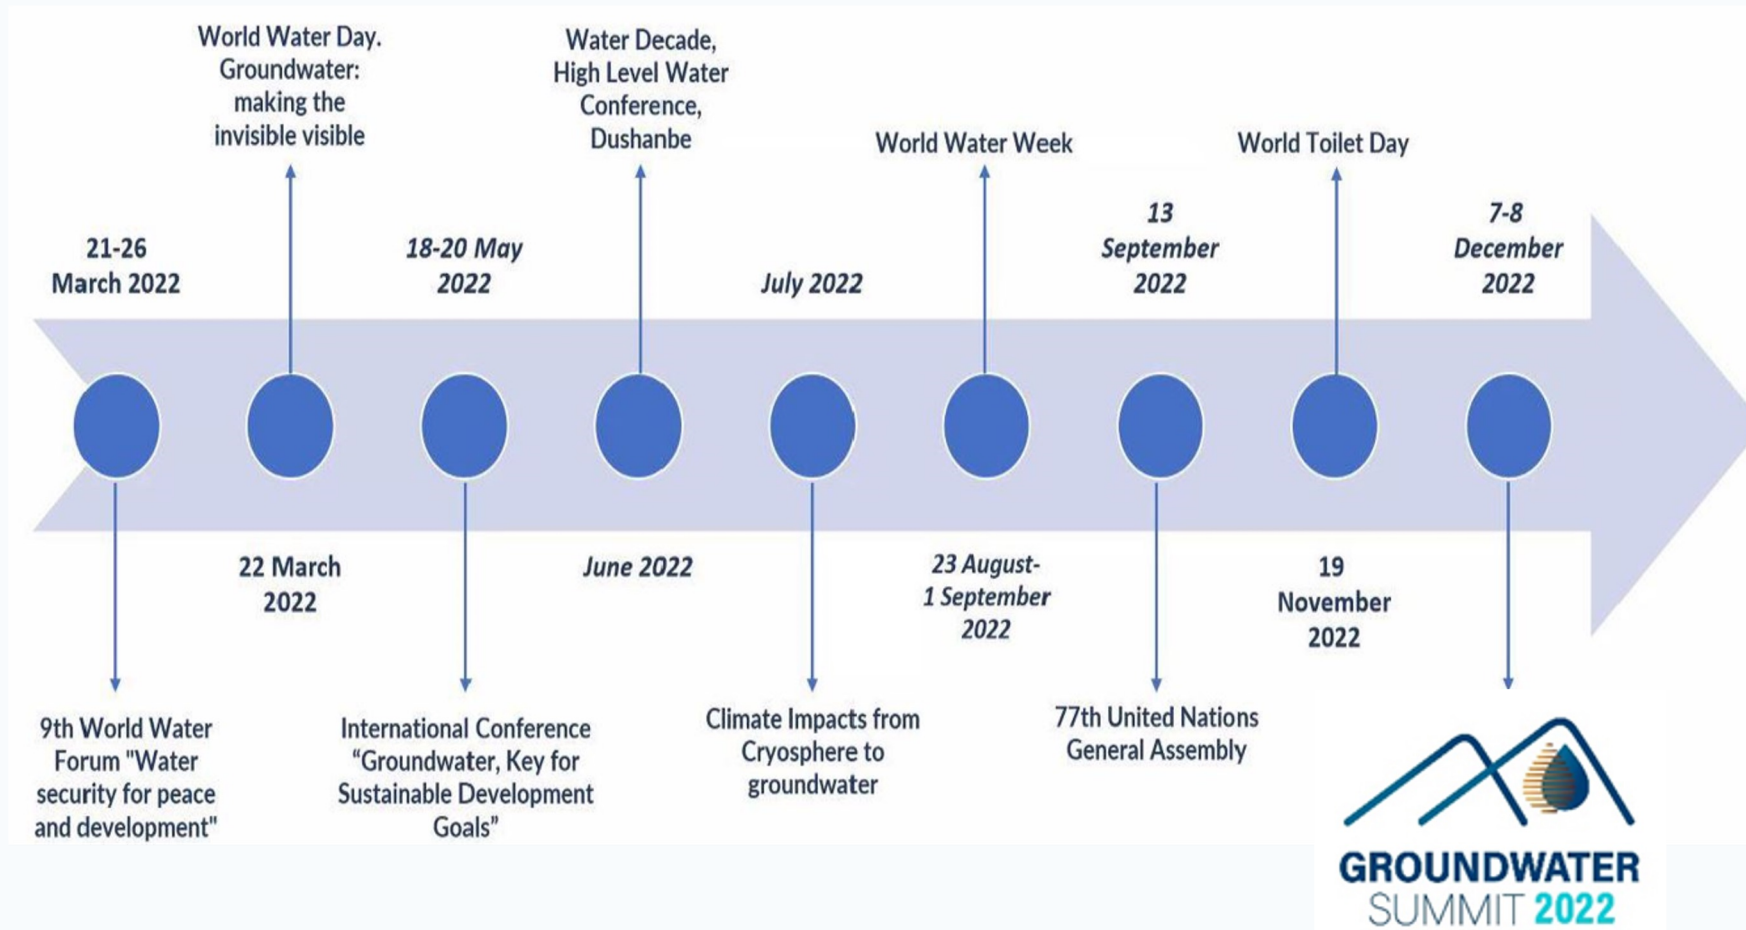 World Water Day.
Groundwater:
making the
invisible visible
Water Decade,
High Level Water
Conference,
Dushanbe
World Water Week
World Toilet Day
21-26
March 2022
18-20 May
2022
July 2022
13
September
2022
7-8
December
2022
22 March
2022
June 2022
23 August-
1 September
2022
19
November
2022
9th World Water
Forum "Water
security for peace
and development"
International Conference
“Groundwater, Key for
Sustainable Development
Goals”
Climate Impacts from
Cryosphere to
groundwater
77th United Nations
General Assembly
GROUNDWATER
SUMMIT 2022